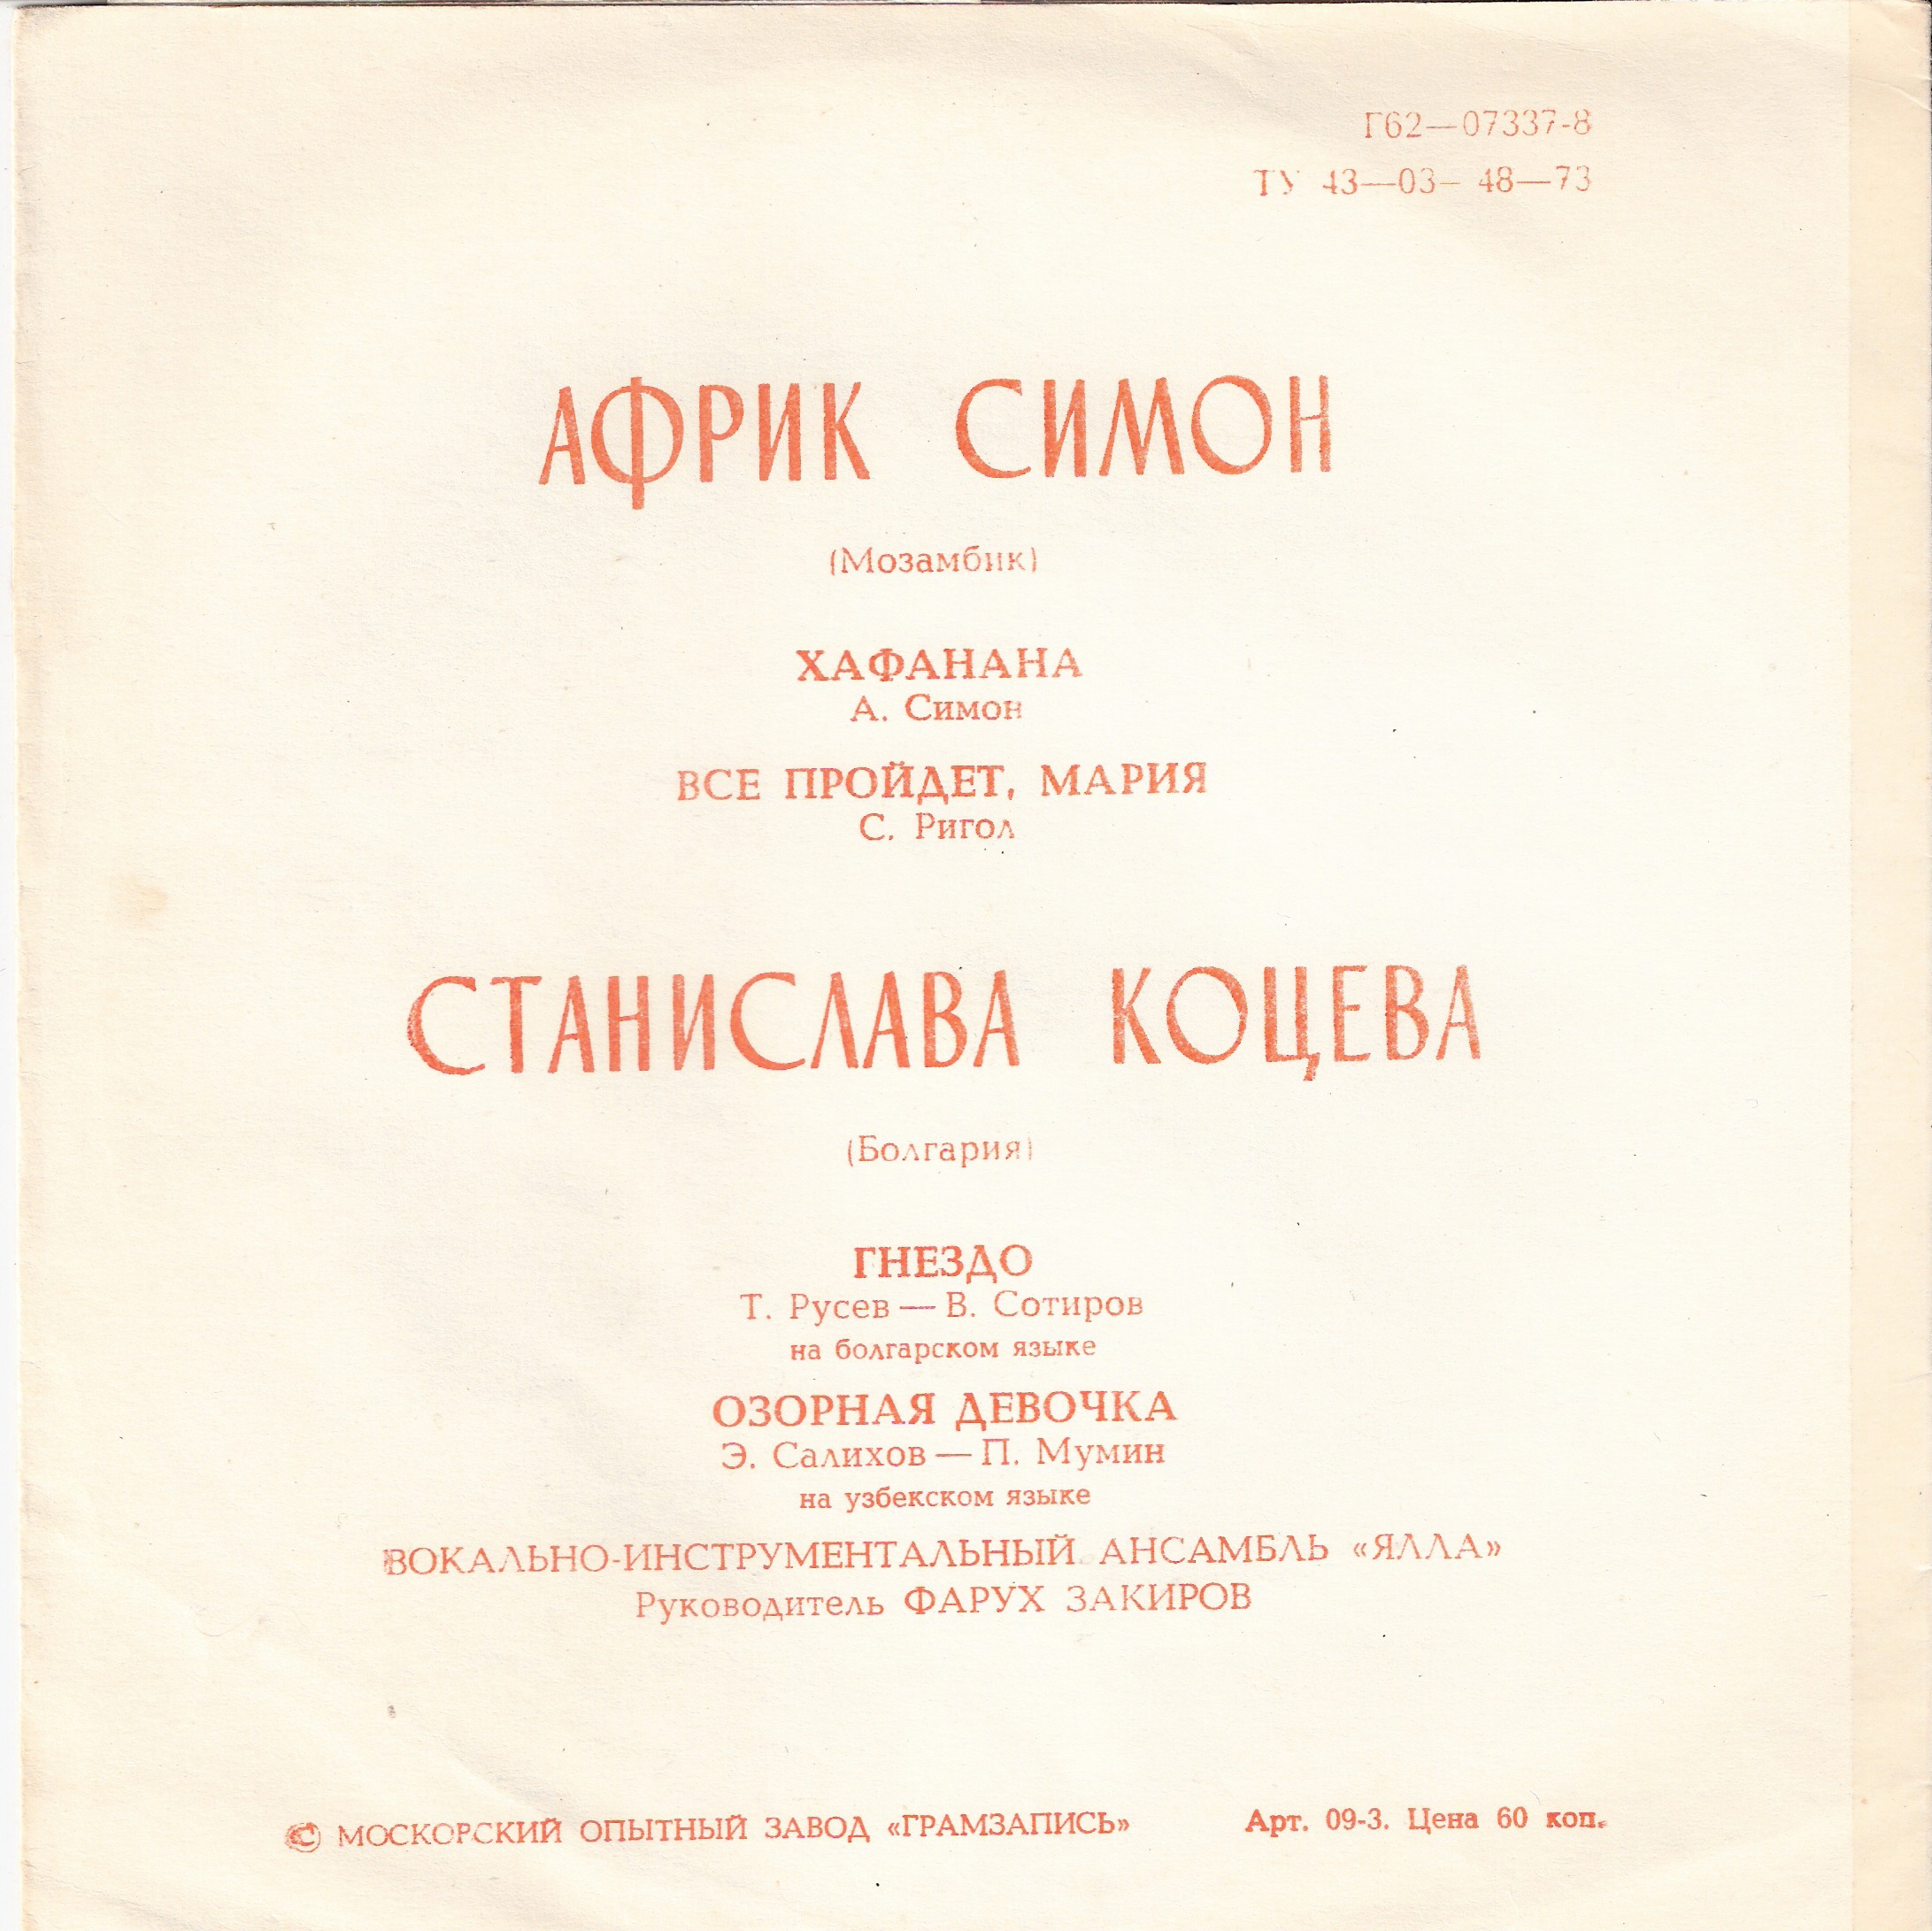 Г62—07337-8
ТУ 43—03—48—73
АФРИК СИМОН
(Мозамбик)
ХАФАНАНА
А. Симон
ВСЕ ПРОЙДЕТ, МАРИЯ
С. Ригол
СТАНИСЛАВА КОЦЕВА
(Болгария)
ГНЕЗДО
Т. Русев — В. Сотиров
на болгарском языке
ОЗОРНАЯ ДЕВОЧКА
Э. Салихов — П. Мумин
на узбекском языке
ВОКАЛЬНО-ИНСТРУМЕНТАЛЬНЫЙ АНСАМБЛЬ «ЯЛЛА»
Руководитель ФАРУХ ЗАКИРОВ
© МОСКОРСКИЙ ОПЫТНЫЙ ЗАВОД «ГРАМЗАПИСЬ» Арт. 09-3. Цена 60 коп.